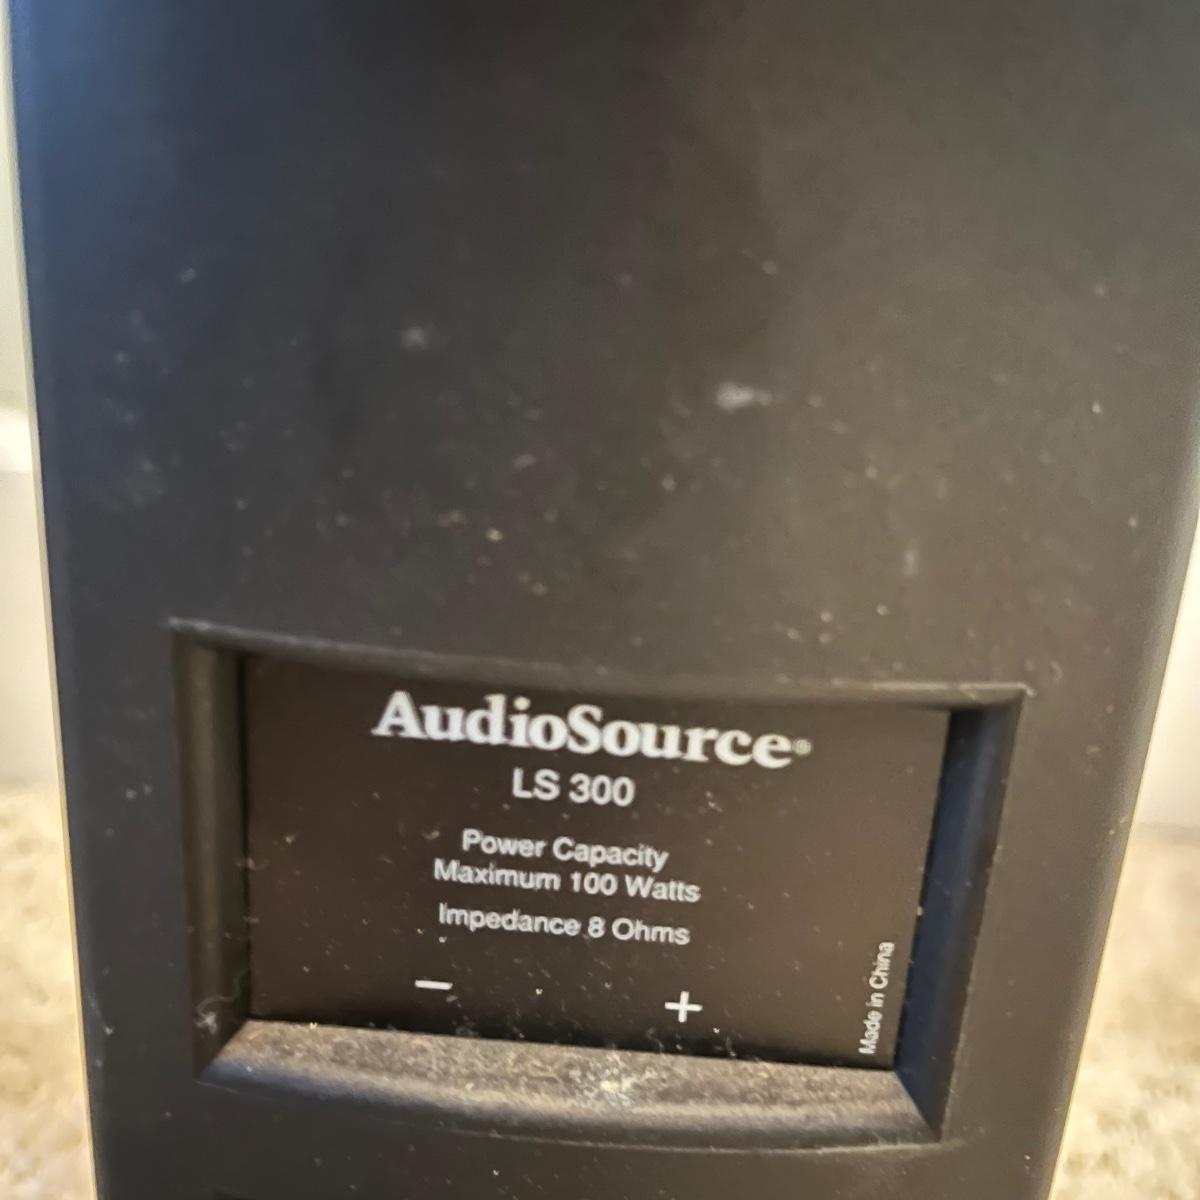 AudioSource®
LS 300
Power Capacity
Maximum 100 Watts
Impedance 8 Ohms
− +
Made in China